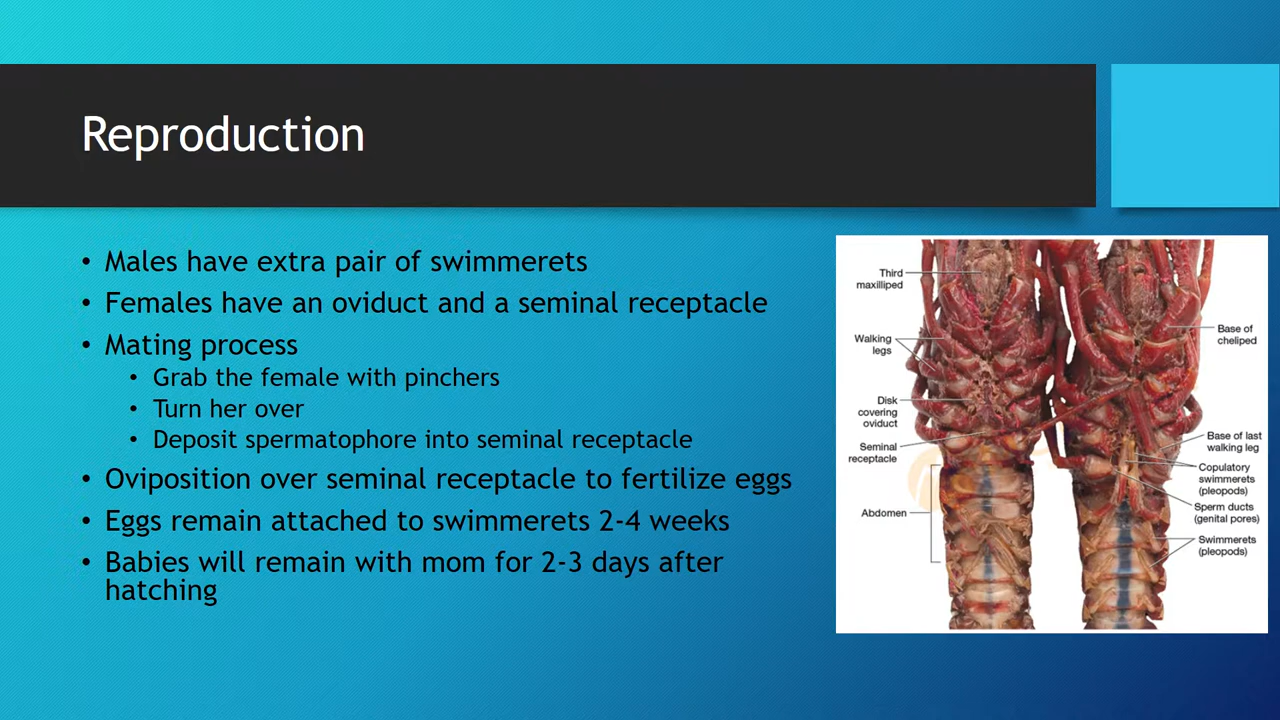 Reproduction
• Males have extra pair of swimmerets
• Females have an oviduct and a seminal receptacle
• Mating process
• Grab the female with pinchers
• Turn her over
• Deposit spermatophore into seminal receptacle
• Oviposition over seminal receptacle to fertilize eggs
• Eggs remain attached to swimmerets 2-4 weeks
• Babies will remain with mom for 2-3 days after
hatching
Third
maxilliped
Walking
legs
Disk
covering
oviduct
Seminal
receptacle
Abdomen
Base of
cheliped
Base of last
walking leg
Copulatory
swimmerets
(pleopods)
Sperm ducts
(genital pores)
Swimmerets
(pleopods)